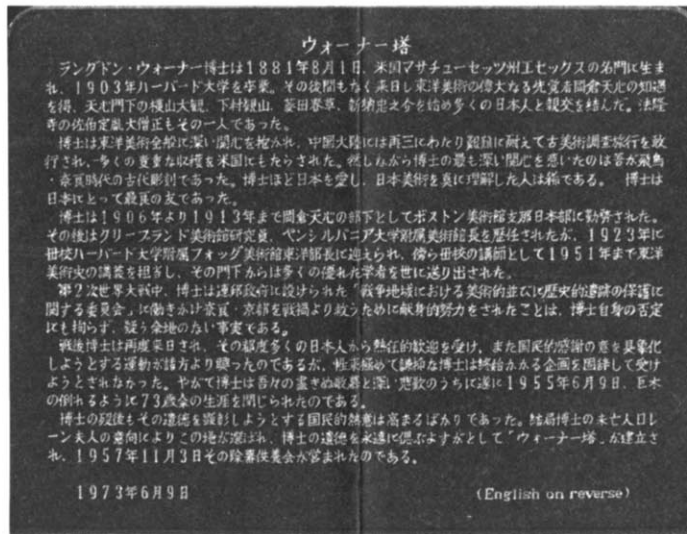 ウォーナー塔
ラングドン・ウォーナー博士は1881年8月1日、米国マサチューセッツ州エセックスの名門に生ま
れ、1903年ハーバード大学を卒業。その後間もなく来日し東洋美術の偉大なる先覚者岡倉天心の知遇
を得、天心門下の横山大観、下村観山、菱田春草、新納忠之介を始め多くの日本人と親交を結んだ。法隆
寺の佐伯定胤大僧正もその一人であった。
博士は東洋美術全般に深い関心を抱かれ、中国大陸には再三にわたり難局に耐えて古美術調査旅行を敢
行され、多くの貴重な収穫を米国にもたらされた。然しながら博士の最も深い関心を惹いたのは吾が飛鳥
・奈良時代の古代彫刻であった。博士ほど日本を愛し、日本美術を真に理解した人は稀である。 博士は
日本にとって最良の友であった。
博士は1906年より1913年まで岡倉天心の部下としてボストン美術館支那日本部に勤務された。
その後はクリーブランド美術館研究員、ペンシルバニア大学附属美術館長を歴任されたが、1923年に
母校ハーバード大学附属フォッグ美術館東洋部長に迎えられ、傍ら母校の講師として1951年まで東洋
美術史の講義を担当し、その門下からは多くの優れた学者を世に送り出された。
第2次世界大戦中、博士は連邦政府に設けられた「戦争地域における美術的並びに歴史的遺跡の保護に
関する委員会」に働きかけ奈良・京都を戦禍より救うために献身的努力をされたことは、博士自身の否定
にも拘らず、疑う余地のない事実である。
戦後博士は再度来日され、その都度多くの日本人から熱狂的歓迎を受け、また国民的感謝の意を具象化
しようとする運動が諸方より興ったのであるが、性来極めて謙抑な博士は終始かかる企画を固辞して受け
ようとされなかった。やがて博士は吾々の尽きぬ敬慕と深い悲歎のうちに遂に1955年6月9日、巨木
の倒れるように73歳余の生涯を閉じられたのである。
博士の歿後もその遺徳を顕彰しようとする国民的熱意は高まるばかりであった。結局博士の未亡人ロレ
ーン夫人の意向によりこの地が選ばれ、博士の遺徳を永遠に偲ぶよすがとして「ウォーナー塔」が建立さ
れ、1957年11月3日その除幕供養会が営まれたのである。
1973年6月9日 (English on reverse)